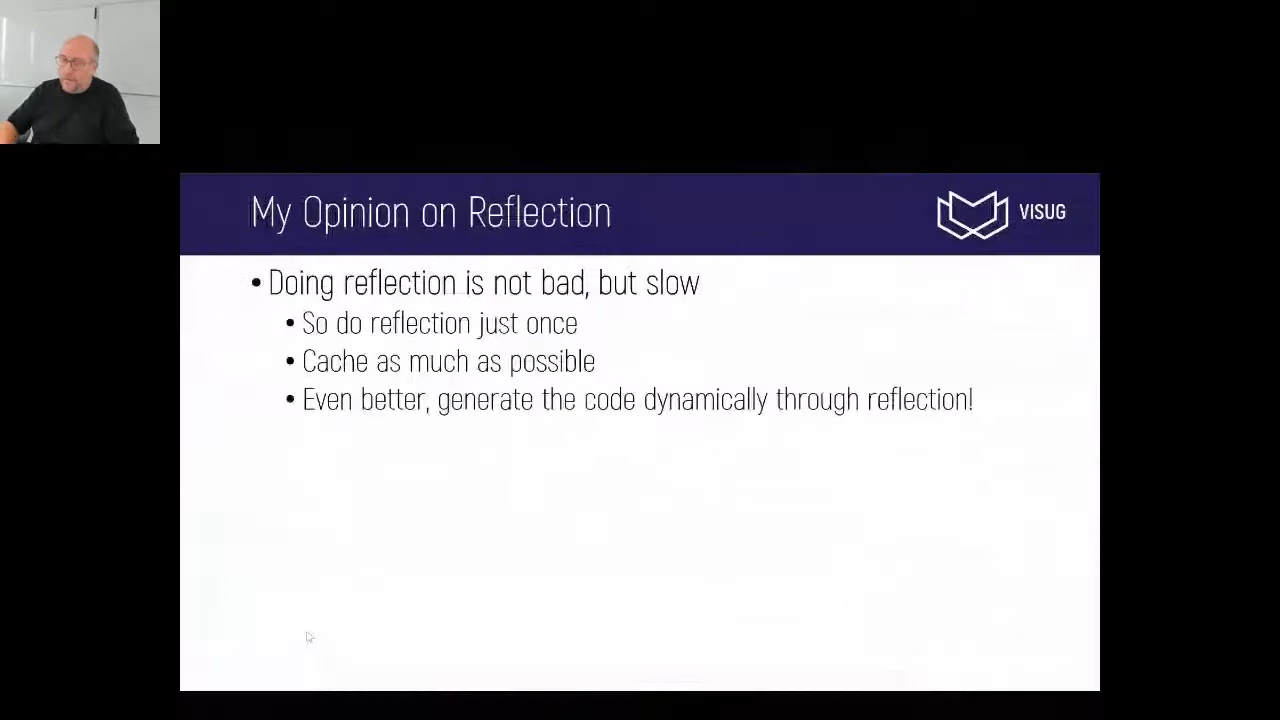 My Opinion on Reflection
VISUG
• Doing reflection is not bad, but slow
• So do reflection just once
• Cache as much as possible
• Even better, generate the code dynamically through reflection!